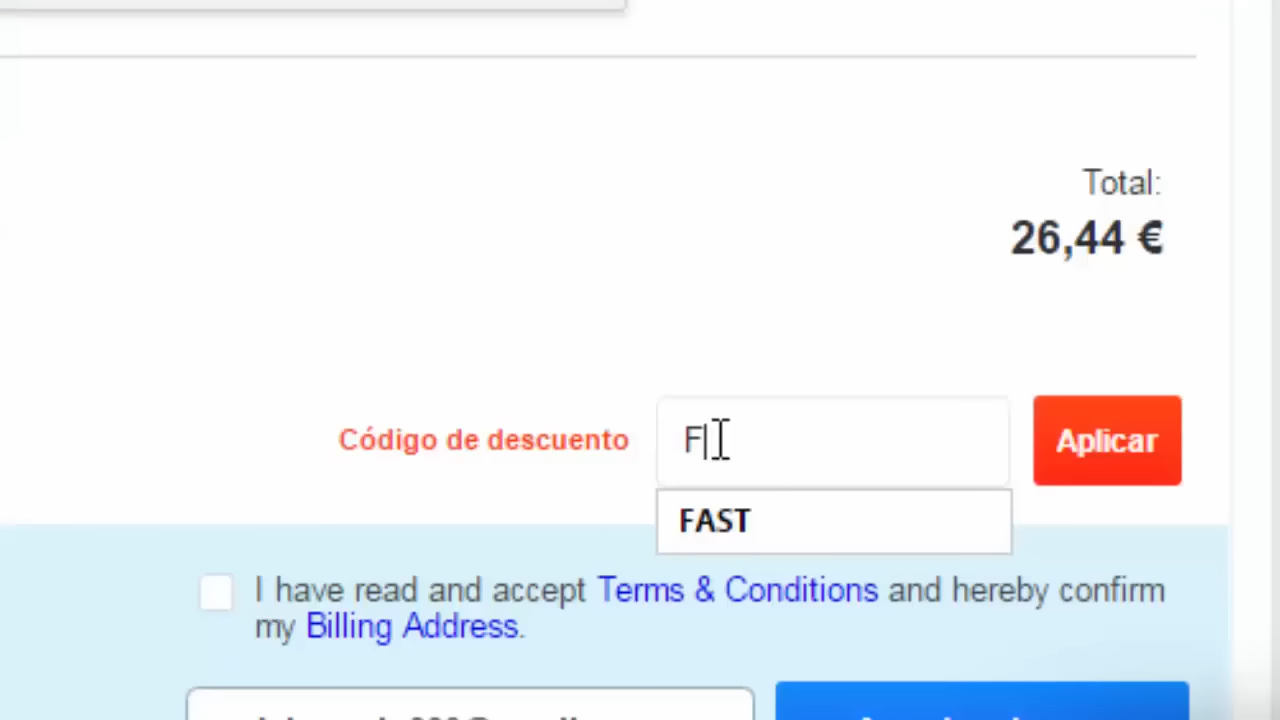 Total:
26,44 €
Código de descuento
F
Aplicar
FAST
I have read and accept Terms & Conditions and hereby confirm
my Billing Address.